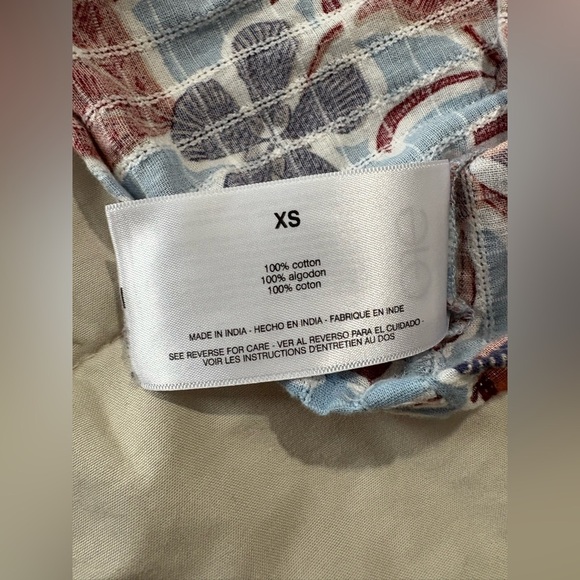 XS
100% cotton
100% algodon
100% coton
MADE IN INDIA - HECHO EN INDIA - FABRIQUE EN INDE
SEE REVERSE FOR CARE - VER AL REVERSO PARA EL CUIDADO -
VOIR LES INSTRUCTIONS D'ENTRETIEN AU DOS